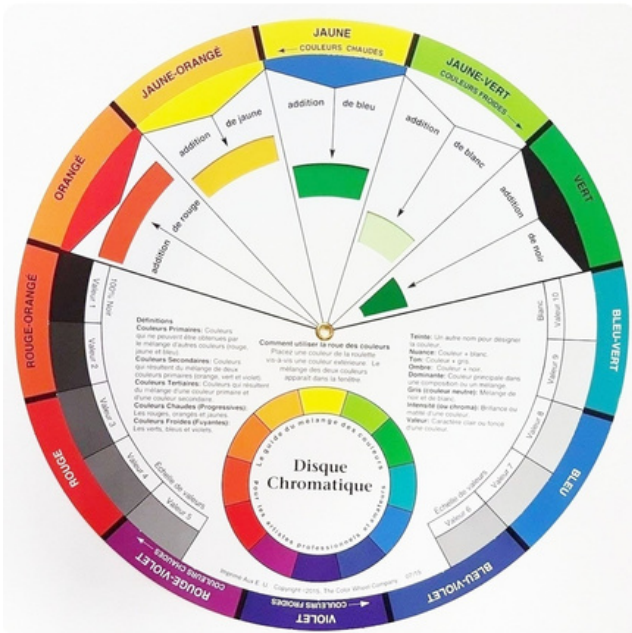 JAUNE
COULEURS CHAUDES
JAUNE-VERT
COULEURS FROIDES
VERT
BLEU-VERT
BLEU
BLEU-VIOLET
VIOLET
COULEURS FROIDES
ROUGE-VIOLET
COULEURS CHAUDES
ROUGE
ROUGE-ORANGÉ
ORANGÉ
JAUNE-ORANGÉ
addition de rouge
addition de jaune
addition de bleu
addition de blanc
addition de noir
100% Noir
Valeur 1
Valeur 2
Valeur 3
Valeur 4
Valeur 5
Échelle de valeurs
Définitions
Couleurs Primaires: Couleurs
qui ne peuvent être obtenues par
le mélange d'autres couleurs (rouge,
jaune et bleu).
Couleurs Secondaires: Couleurs
qui résultent du mélange de deux
couleurs primaires (orange, vert et violet).
Couleurs Tertiaires: Couleurs qui résultent
du mélange d'une couleur primaire et
d'une couleur secondaire.
Couleurs Chaudes (Progressives):
Les rouges, orangés et jaunes.
Couleurs Froides (Fuyantes):
Les verts, bleus et violets.
Comment utiliser la roue des couleurs
Placez une couleur de la roulette
vis-à-vis une couleur extérieure. Le
mélange des deux couleurs
apparaît dans la fenêtre.
Teinte: Un autre nom pour désigner
la couleur.
Nuance: Couleur + blanc.
Ton: Couleur + gris.
Ombre: Couleur + noir.
Dominante: Couleur principale dans
une composition ou un mélange.
Gris (couleur neutre): Mélange de
noir et de blanc.
Intensité (ou chroma): Brillance ou
matité d'une couleur.
Valeur: Caractère clair ou foncé
d'une couleur.
Blanc
Valeur 10
Valeur 9
Valeur 8
Valeur 7
Valeur 6
Échelle de valeurs
Le guide du mélange des couleurs
Disque
Chromatique
Pour les artistes professionnels et amateurs
Imprimé Aux E. U. Copyright 2015, The Color Wheel Company 07/15